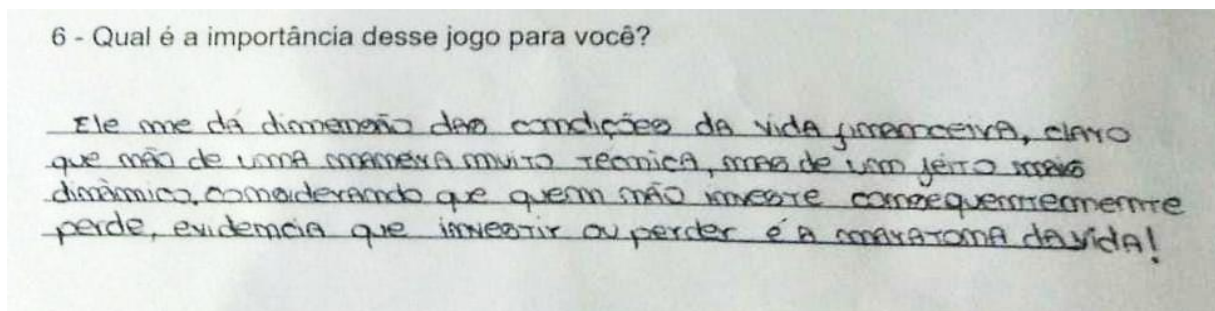 6 - Qual é a importância desse jogo para você?
Ele me dá dimensão das condições da vida financeira, claro
que não de uma maneira muito técnica, mas de um jeito mais
dinâmico. considerando que quem não investe consequentemente
perde, evidencia que investir ou perder é a maratona da vida!